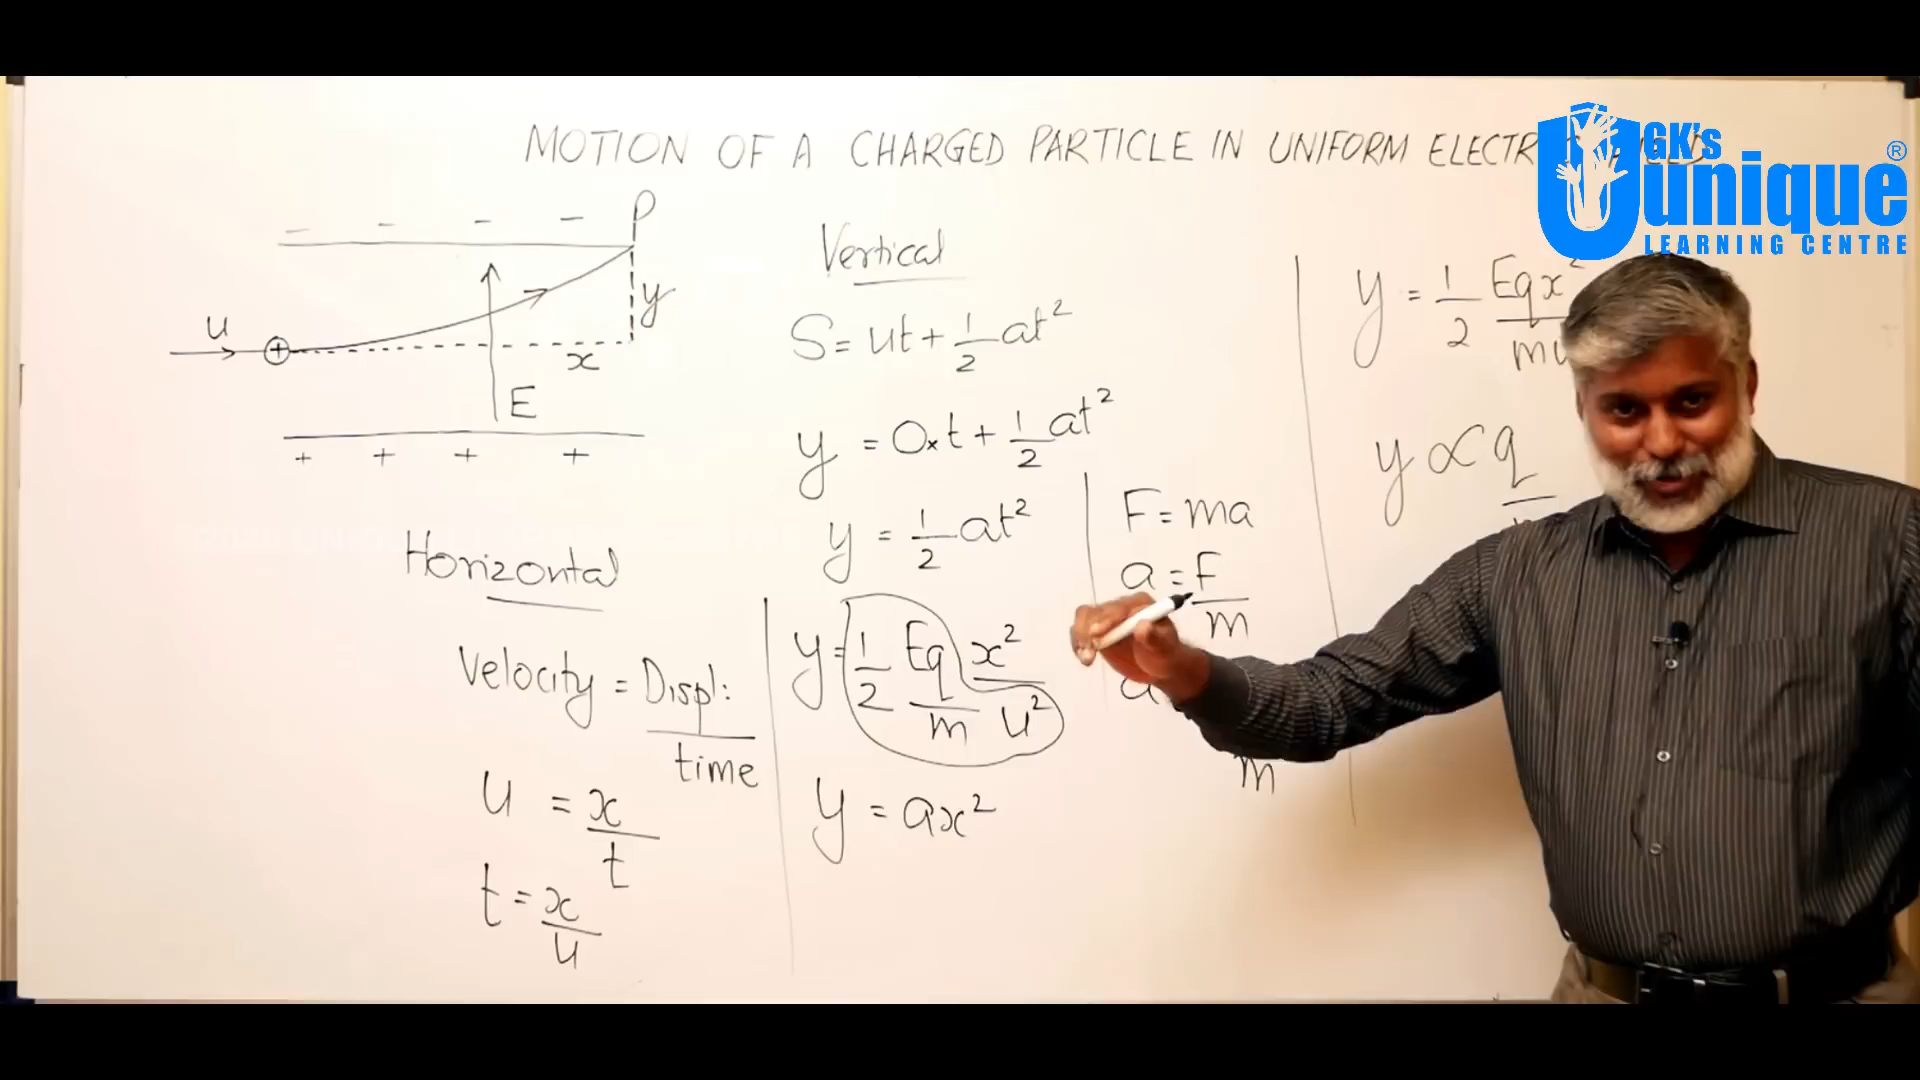 MOTION OF A CHARGED PARTICLE IN UNIFORM ELECTR
GK's
unique®
LEARNING CENTRE
- - - -
P
u
+
y
x
E
+ + + +
Horizontal
Velocity = Displ:
time
u = x
t
t = x
u
Vertical
S = ut + 1/2 at²
y = 0×t + 1/2 at²
y = 1/2 at²
y = 1/2 Eq/m x²/u²
y = ax²
F = ma
a = F
m
a
m
y = 1/2 Eqx²
m
y ∝ q